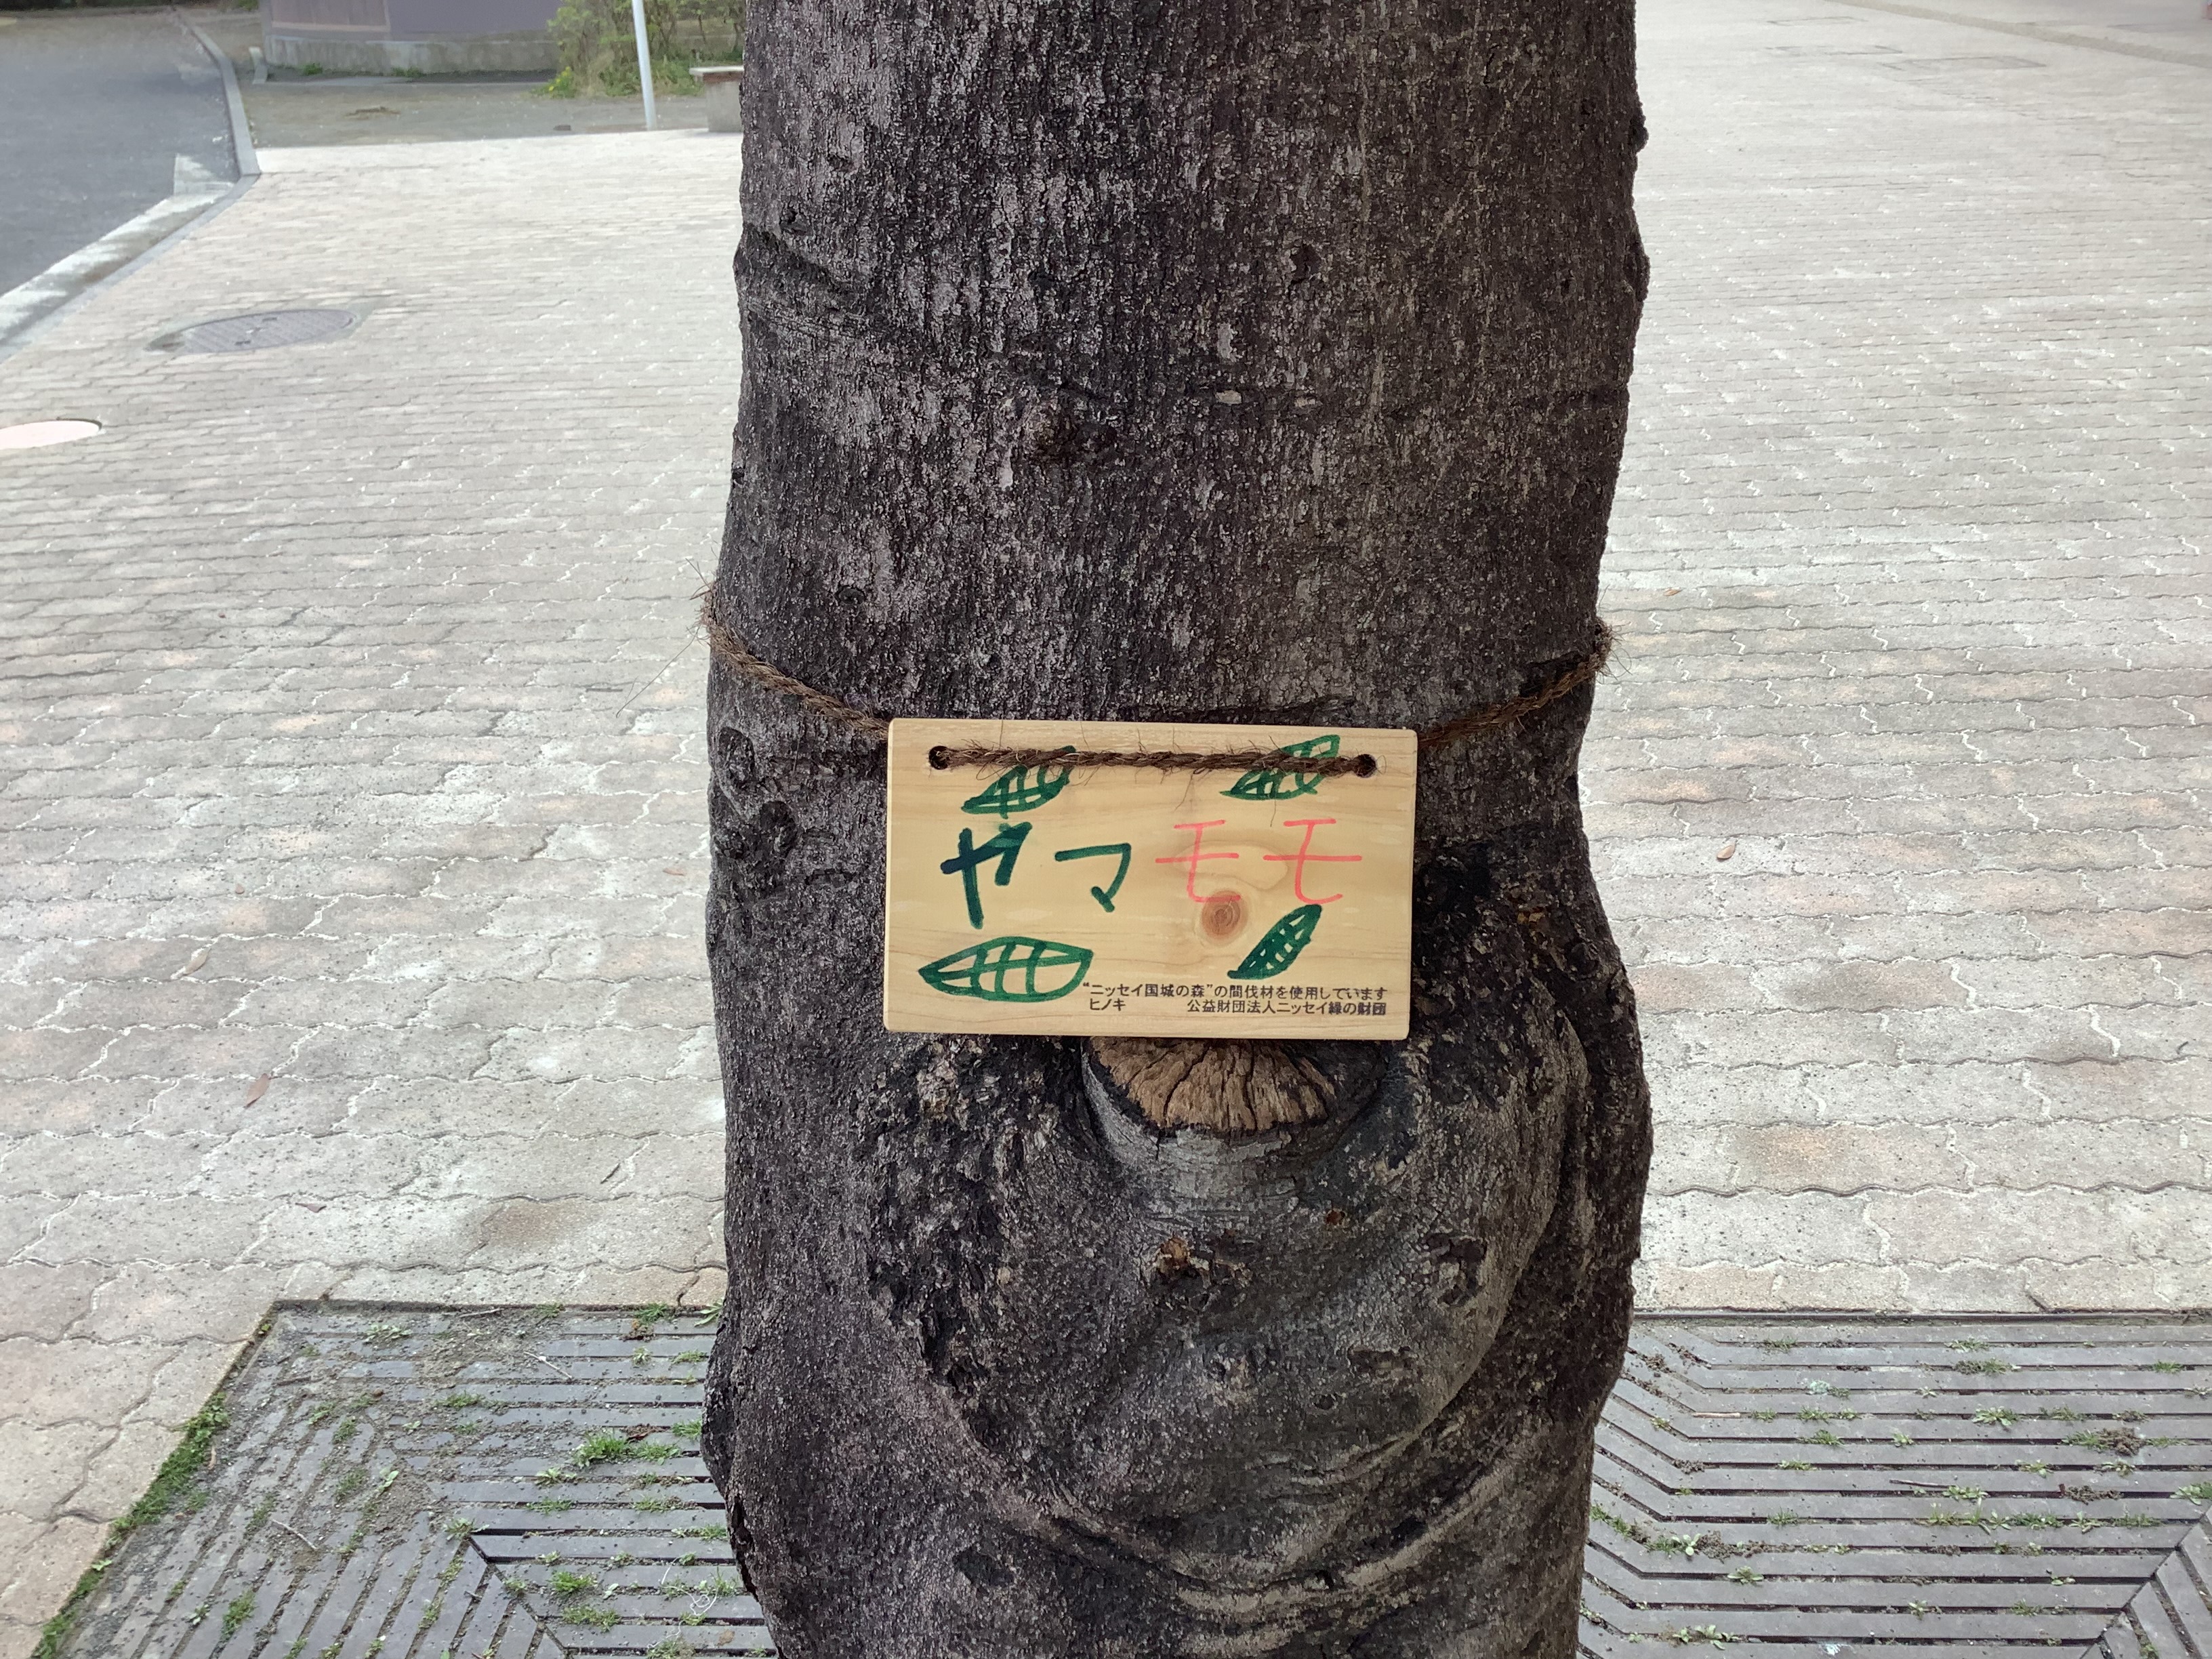 ヤマモモ
"ニッセイ国城の森"の間伐材を使用しています
ヒノキ 公益財団法人ニッセイ緑の財団